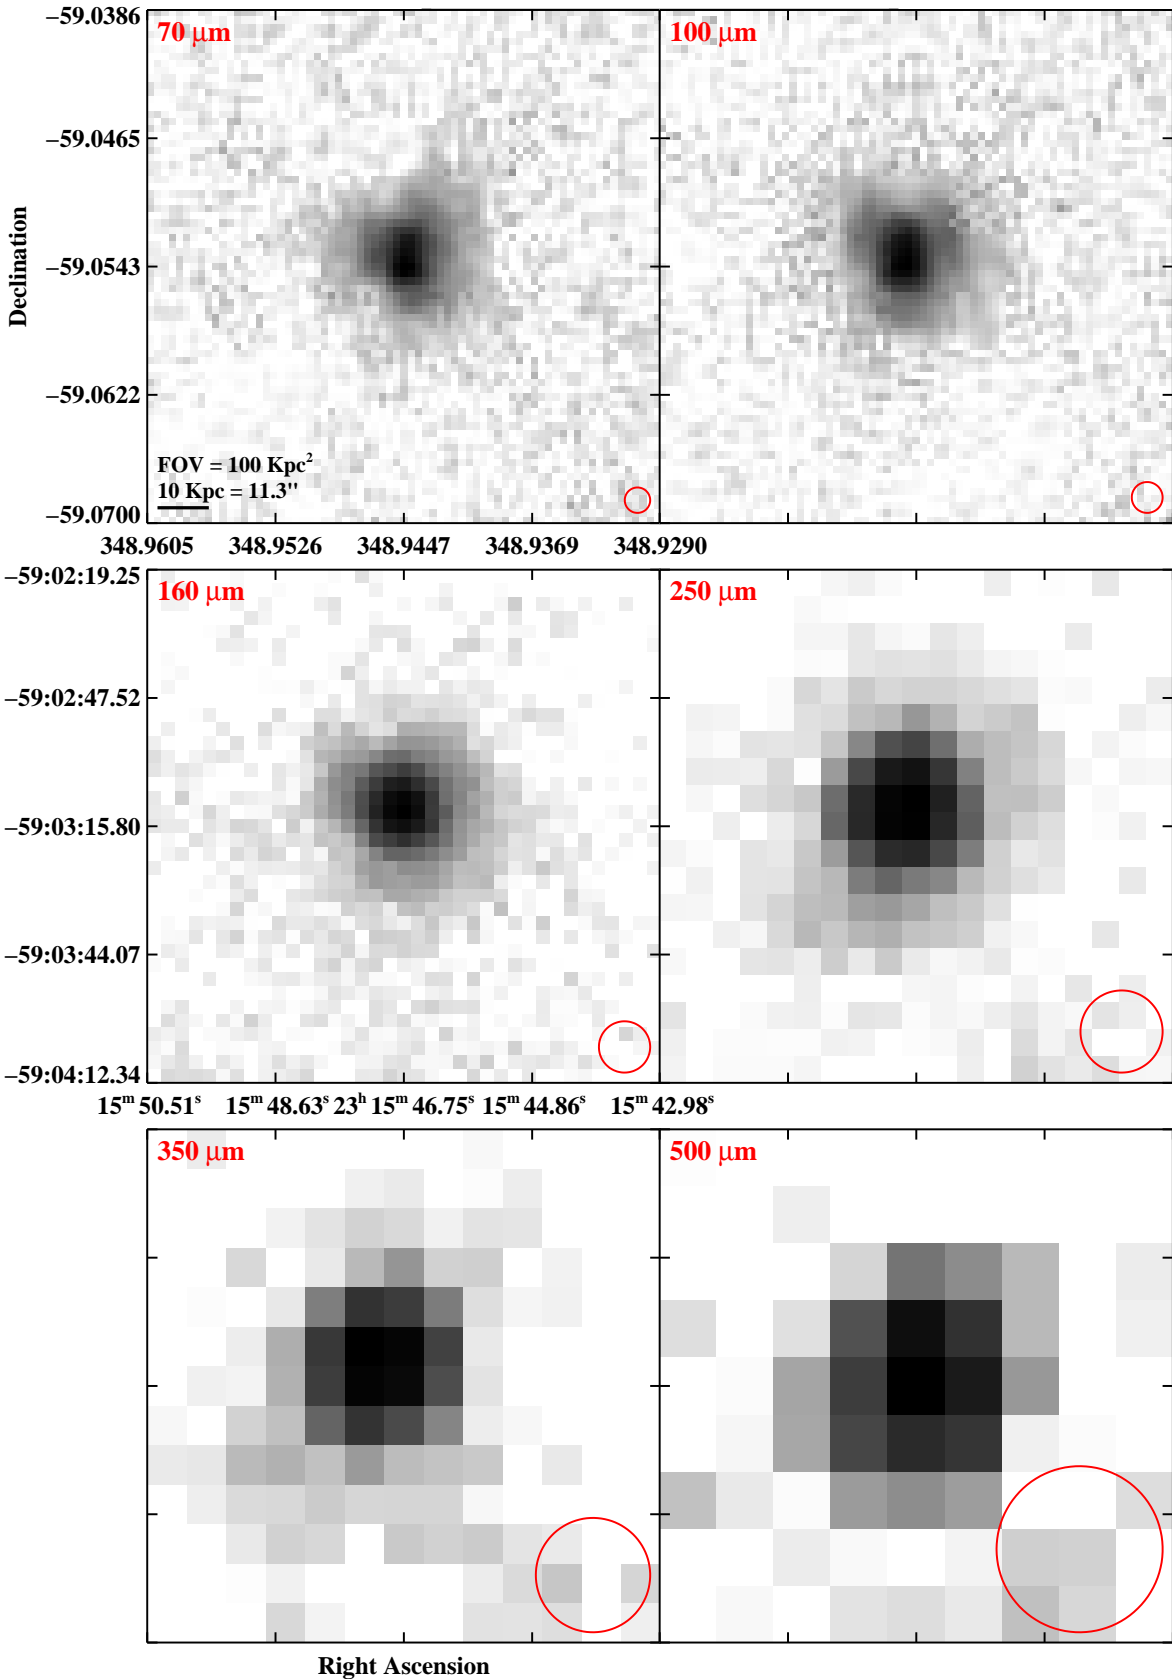 −59.0386
70 μm
100 μm
−59.0465
Declination
−59.0543
−59.0622
FOV = 100 Kpc²
10 Kpc = 11.3"
−59.0700
348.9605 348.9526 348.9447 348.9369 348.9290
−59:02:19.25
160 μm
250 μm
−59:02:47.52
−59:03:15.80
−59:03:44.07
−59:04:12.34
15ᵐ 50.51ˢ 15ᵐ 48.63ˢ 23ʰ 15ᵐ 46.75ˢ 15ᵐ 44.86ˢ 15ᵐ 42.98ˢ
350 μm
500 μm
Right Ascension